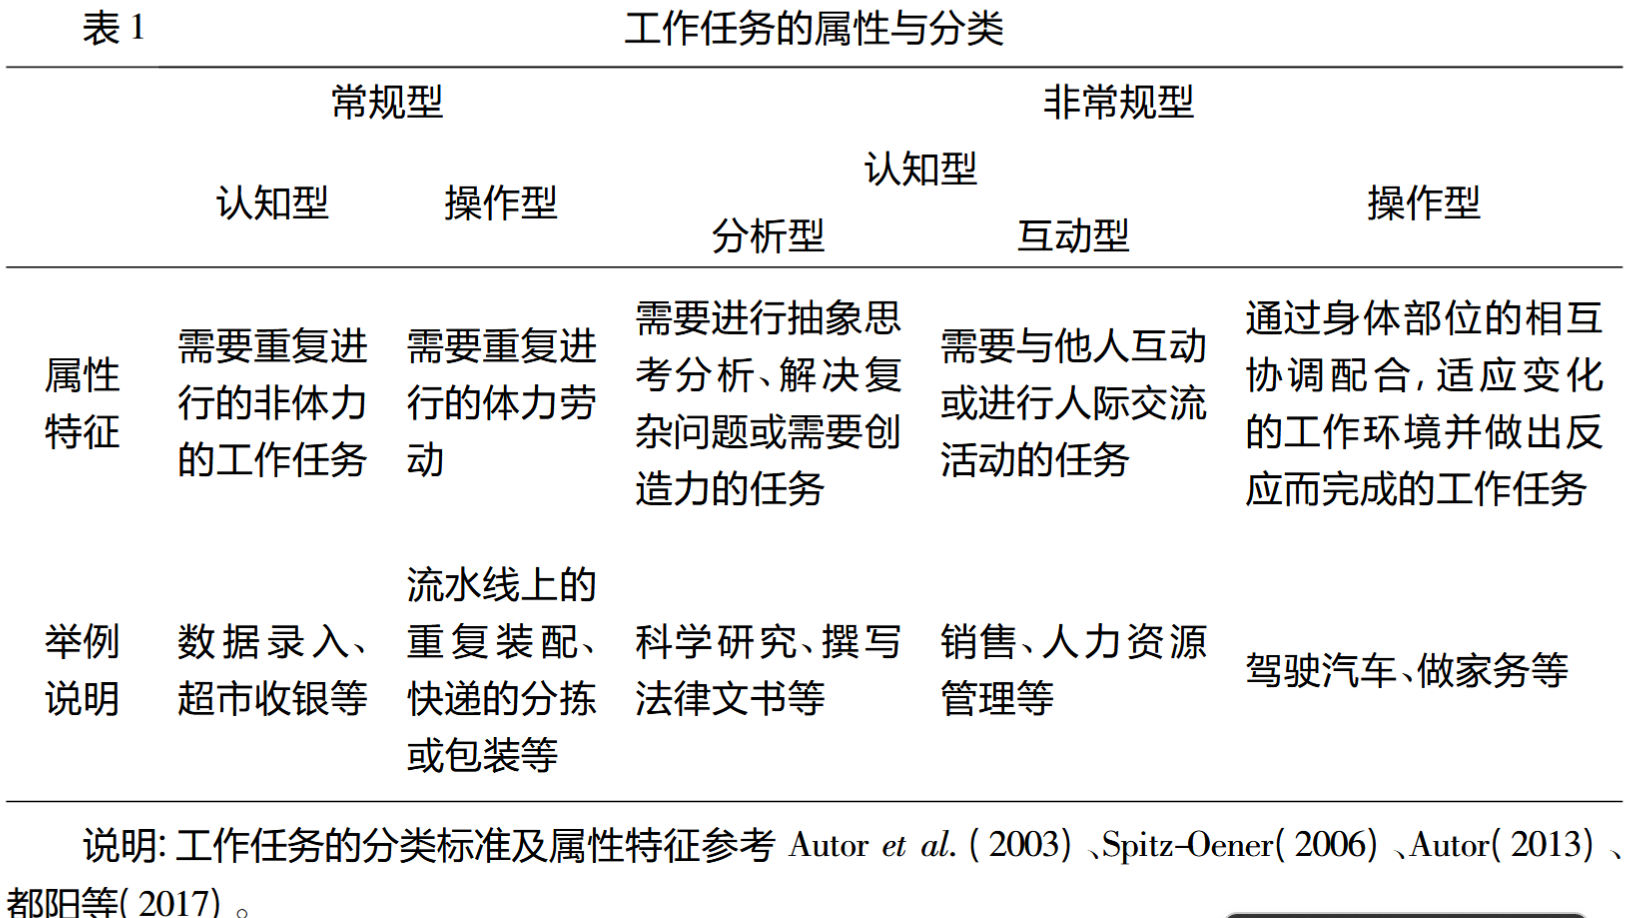 表 1 工作任务的属性与分类
常规型 非常规型
认知型
认知型 操作型 操作型
分析型 互动型
属性
特征
需要重复进
行的非体力
的工作任务
需要重复进
行的体力劳
动
需要进行抽象思
考分析、解决复
杂问题或需要创
造力的任务
需要与他人互动
或进行人际交流
活动的任务
通过身体部位的相互
协调配合,适应变化
的工作环境并做出反
应而完成的工作任务
举例
说明
数据录入、
超市收银等
流水线上的
重复装配、
快递的分拣
或包装等
科学研究、撰写
法律文书等
销售、人力资源
管理等
驾驶汽车、做家务等
说明: 工作任务的分类标准及属性特征参考 Autor et al. ( 2003) 、Spitz-Oener( 2006) 、Autor( 2013) 、
都阳等( 2017) 。